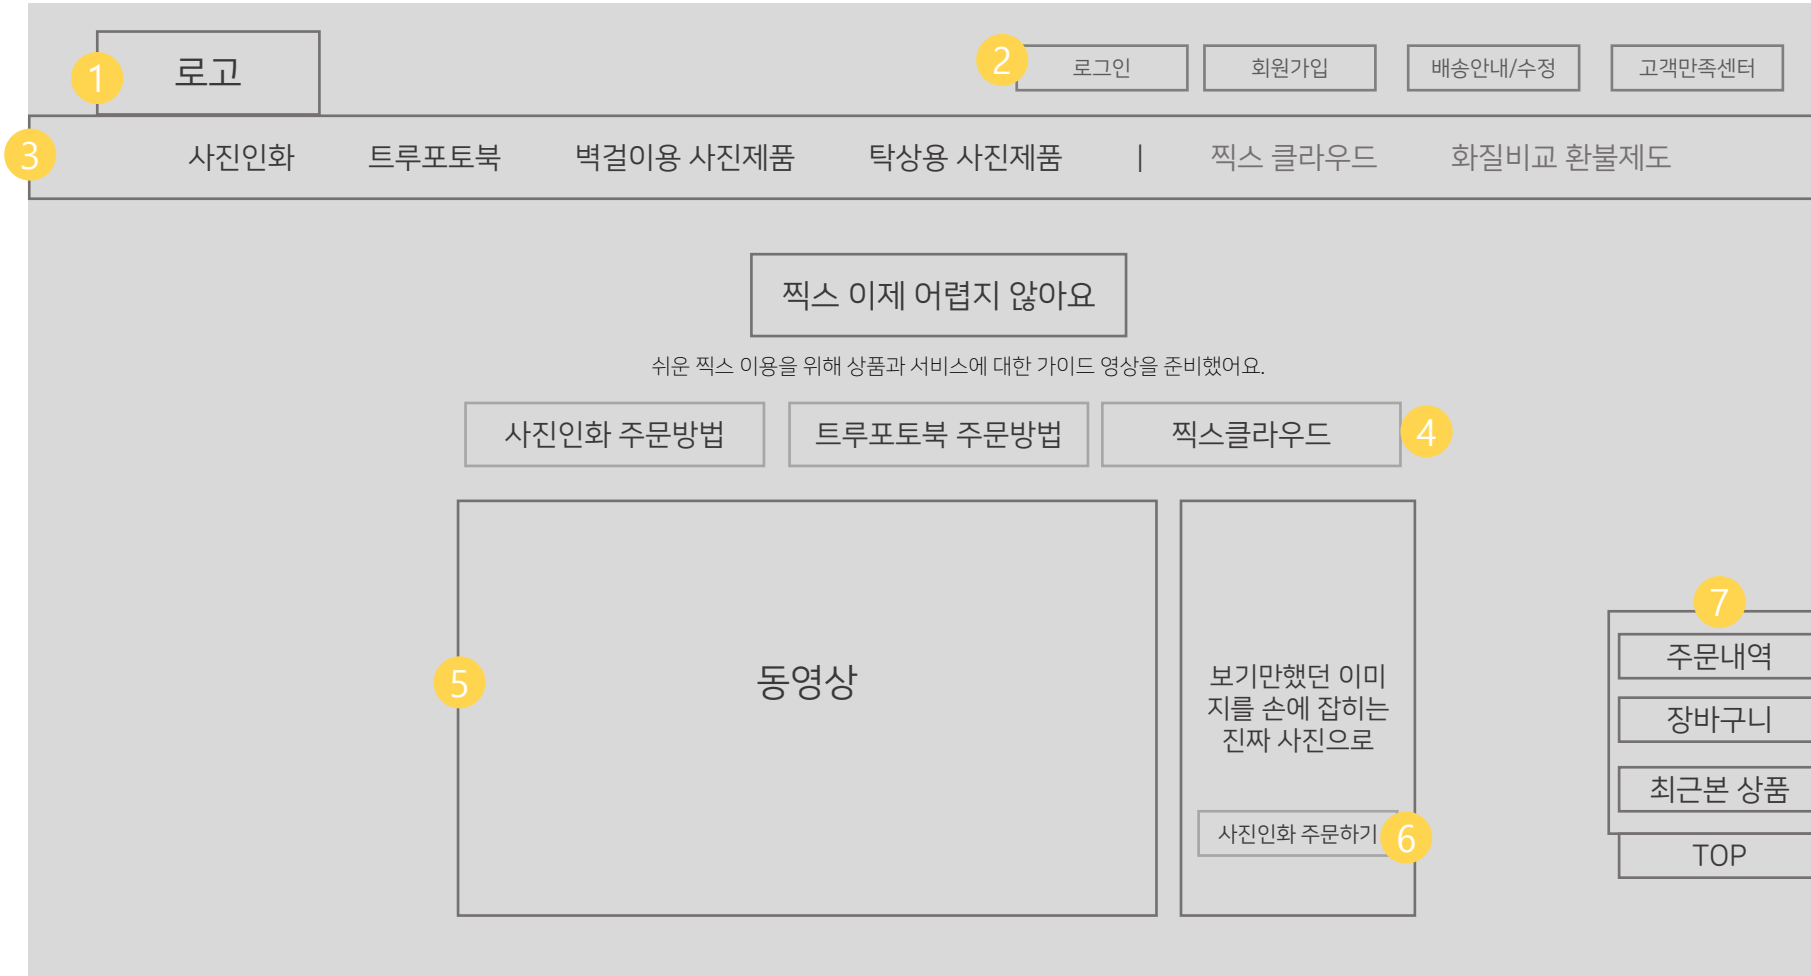 1
로고
2
로그인
회원가입
배송안내/수정
고객만족센터
3
사진인화
트루포토북
벽걸이용 사진제품
탁상용 사진제품
|
찍스 클라우드
화질비교 환불제도
찍스 이제 어렵지 않아요
쉬운 찍스 이용을 위해 상품과 서비스에 대한 가이드 영상을 준비했어요.
사진인화 주문방법
트루포토북 주문방법
찍스클라우드
4
5
동영상
보기만했던 이미
지를 손에 잡히는
진짜 사진으로
사진인화 주문하기
6
7
주문내역
장바구니
최근본 상품
TOP